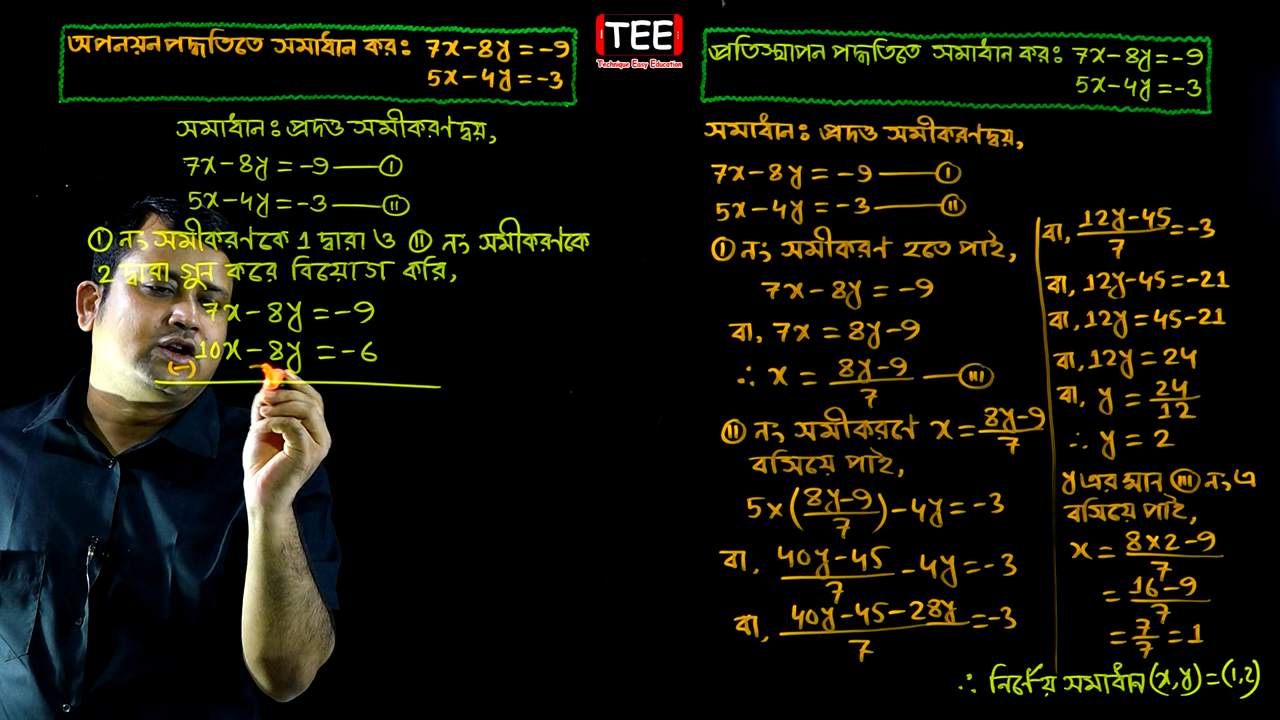 অপনয়ন পদ্ধতিতে সমাধান করঃ 7x-8y=-9
5x-4y=-3
সমাধানঃ প্রদত্ত সমীকরণদ্বয়,
7x-8y=-9 —— (i)
5x-4y=-3 —— (ii)
(i) নং সমীকরণকে 1 দ্বারা ও (ii) নং সমীকরণকে
2 দ্বারা গুন করে বিয়োগ করি,
7x-8y=-9
10x-8y=-6
(-)
TEE
Technique Easy Education
প্রতিস্থাপন পদ্ধতিতে সমাধান করঃ 7x-8y=-9
5x-4y=-3
সমাধানঃ প্রদত্ত সমীকরণদ্বয়,
7x-8y=-9 —— (i)
5x-4y=-3 —— (ii)
(i) নং সমীকরণ হতে পাই,
7x-8y=-9
বা, 7x=8y-9
∴ x = (8y-9)/7 —— (iii)
(ii) নং সমীকরণে x=(8y-9)/7
বসিয়ে পাই,
5×((8y-9)/7)-4y=-3
বা, (40y-45)/7 -4y=-3
বা, (40y-45-28y)/7 =-3
বা, (12y-45)/7 =-3
বা, 12y-45=-21
বা, 12y=45-21
বা, 12y=24
বা, y=24/12
∴ y=2
y এর মান (iii) নং এ
বসিয়ে পাই,
x=(8×2-9)/7
=(16-9)/7
=7/7=1
∴ নির্ণেয় সমাধান (x,y)=(1,2)